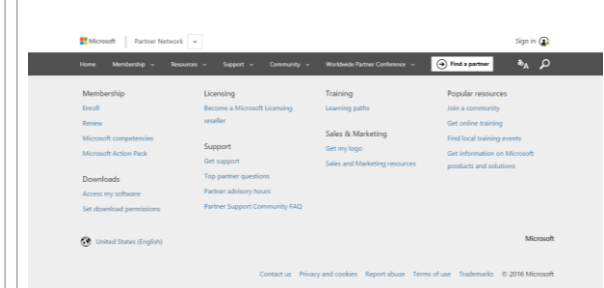 Microsoft Partner Network Sign in
Home Membership Resources Support Community Worldwide Partner Conference Find a partner
Membership
Enroll
Renew
Microsoft competencies
Microsoft Action Pack
Downloads
Access my software
Set download permissions
Licensing
Become a Microsoft Licensing
reseller
Support
Get support
Top partner questions
Partner advisory hours
Partner Support Community FAQ
Training
Learning paths
Sales & Marketing
Get my logo
Sales and Marketing resources
Popular resources
Join a community
Get online training
Find local training events
Get information on Microsoft
products and solutions
United States (English) Microsoft
Contact us Privacy and cookies Report abuse Terms of use Trademarks © 2016 Microsoft